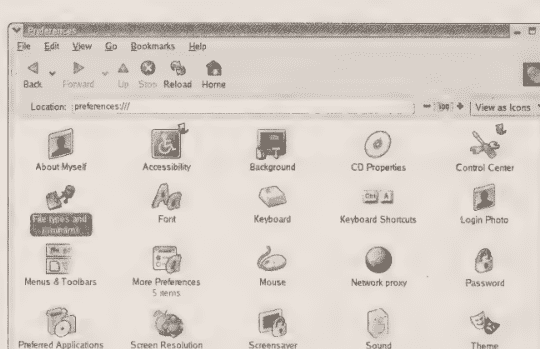 Preferences
File Edit View Go Bookmarks Help
Back Forward Up Stop Reload Home
Location: preferences:/// 100 View as Icons
About Myself Accessibility Background CD Properties Control Center
File types and programs Font Keyboard Keyboard Shortcuts Login Photo
Ctrl A
Menus & Toolbars More Preferences Mouse Network proxy Password
5 items
Preferred Applications Screen Resolution Screensaver Sound Theme